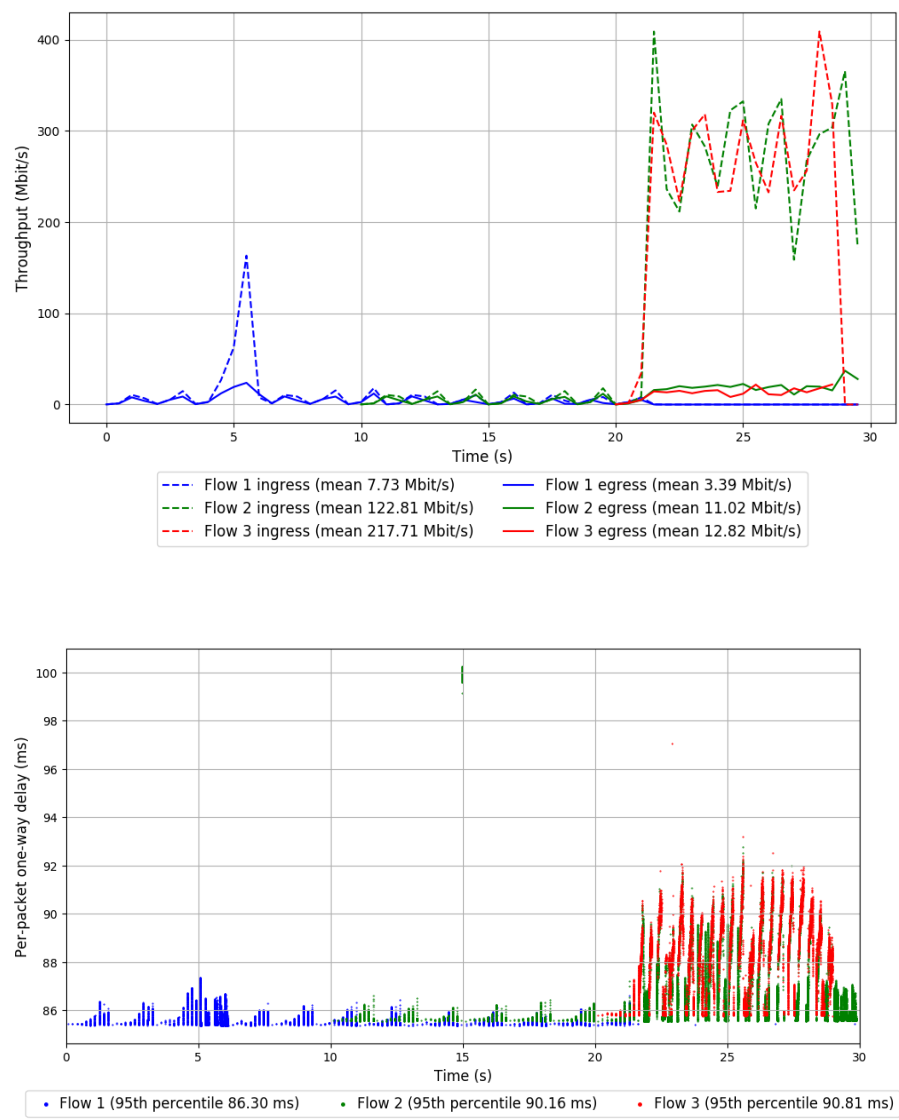 400
300
200
100
0
Throughput (Mbit/s)
0 5 10 15 20 25 30
Time (s)
Flow 1 ingress (mean 7.73 Mbit/s) Flow 1 egress (mean 3.39 Mbit/s)
Flow 2 ingress (mean 122.81 Mbit/s) Flow 2 egress (mean 11.02 Mbit/s)
Flow 3 ingress (mean 217.71 Mbit/s) Flow 3 egress (mean 12.82 Mbit/s)
100
98
96
94
92
90
88
86
Per-packet one-way delay (ms)
0 5 10 15 20 25 30
Time (s)
Flow 1 (95th percentile 86.30 ms) Flow 2 (95th percentile 90.16 ms) Flow 3 (95th percentile 90.81 ms)